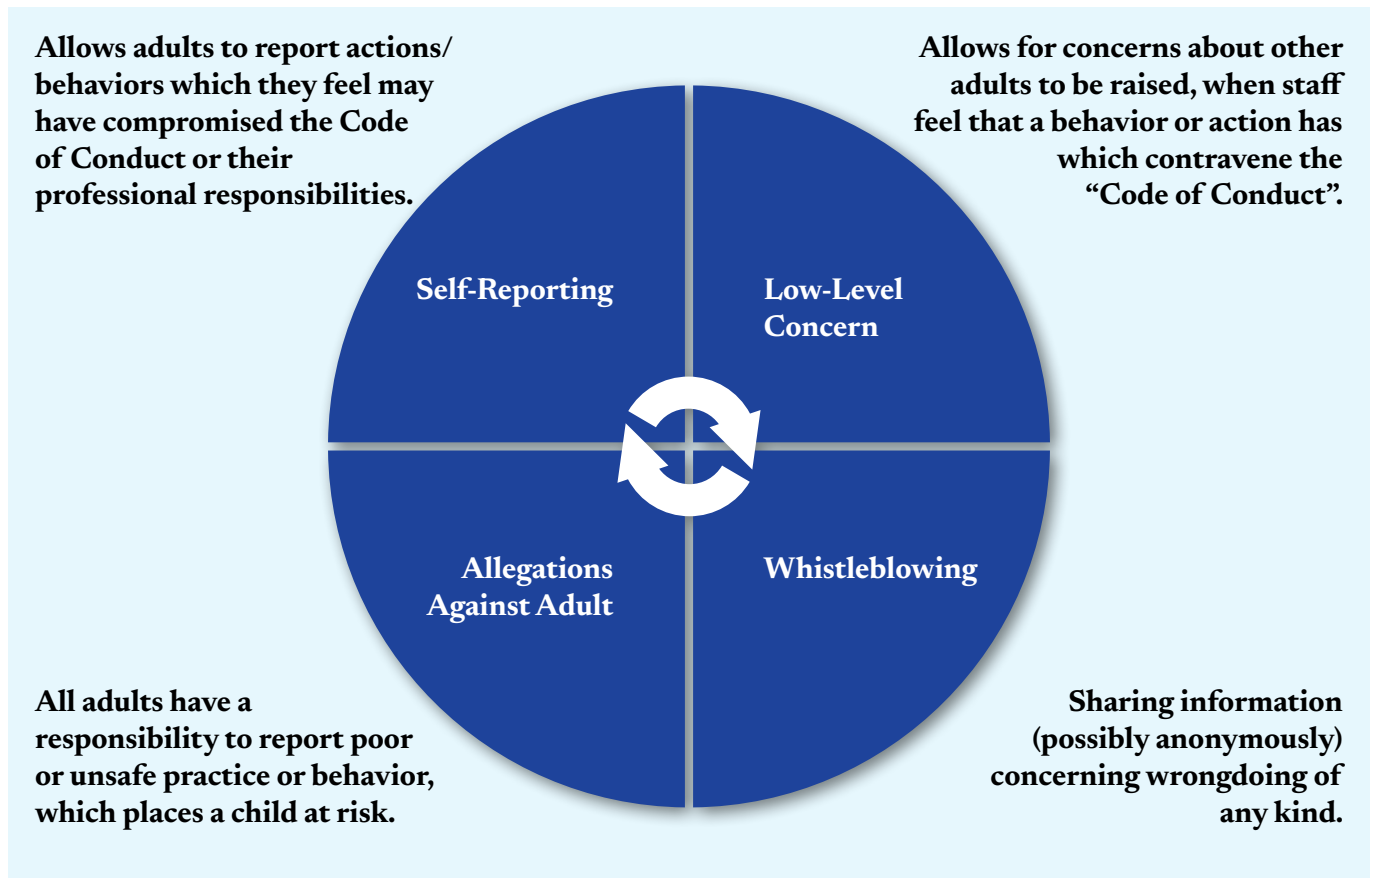 Allows adults to report actions/
behaviors which they feel may
have compromised the Code
of Conduct or their
professional responsibilities.
Allows for concerns about other
adults to be raised, when staff
feel that a behavior or action has
which contravene the
“Code of Conduct”.
Self-Reporting
Low-Level
Concern
Allegations
Against Adult
Whistleblowing
All adults have a
responsibility to report poor
or unsafe practice or behavior,
which places a child at risk.
Sharing information
(possibly anonymously)
concerning wrongdoing of
any kind.